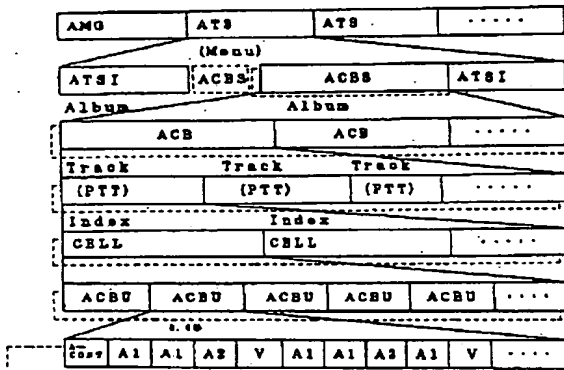 AMG ATS ATS .....
(Menu)
ATSI ACBS ACBS ATSI
Album Album
ACB ACB .....
Track Track Track
(PTT) (PTT) (PTT) .....
Index Index
CELL CELL .....
ACBU ACBU ACBU ACBU ACBU ....
A-CONT A1 A1 A2 V A1 A1 A2 A1 V ....